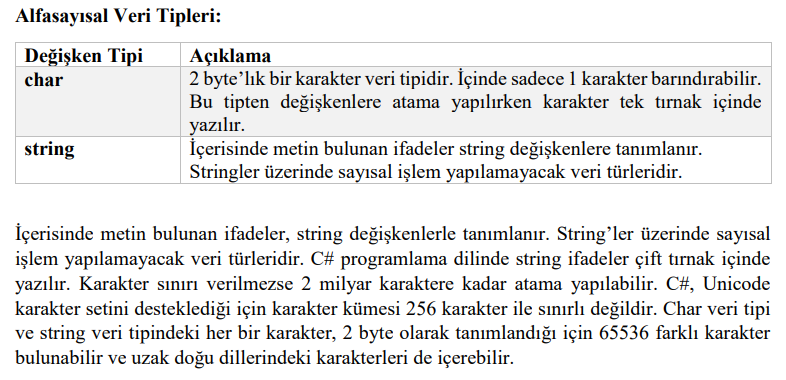 Alfasayısal Veri Tipleri:
Değişken Tipi Açıklama
char 2 byte’lık bir karakter veri tipidir. İçinde sadece 1 karakter barındırabilir.
Bu tipten değişkenlere atama yapılırken karakter tek tırnak içinde
yazılır.
string İçerisinde metin bulunan ifadeler string değişkenlere tanımlanır.
Stringler üzerinde sayısal işlem yapılamayacak veri türleridir.
İçerisinde metin bulunan ifadeler, string değişkenlerle tanımlanır. String’ler üzerinde sayısal
işlem yapılamayacak veri türleridir. C# programlama dilinde string ifadeler çift tırnak içinde
yazılır. Karakter sınırı verilmezse 2 milyar karaktere kadar atama yapılabilir. C#, Unicode
karakter setini desteklediği için karakter kümesi 256 karakter ile sınırlı değildir. Char veri tipi
ve string veri tipindeki her bir karakter, 2 byte olarak tanımlandığı için 65536 farklı karakter
bulunabilir ve uzak doğu dillerindeki karakterleri de içerebilir.